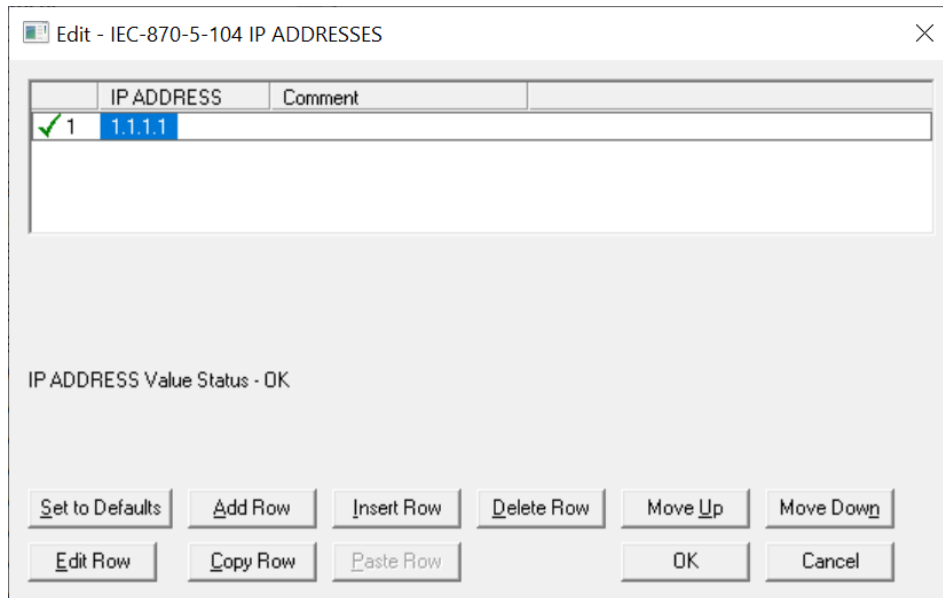 Edit - IEC-870-5-104 IP ADDRESSES
IP ADDRESS Comment
1 1.1.1.1
IP ADDRESS Value Status - OK
Set to Defaults Add Row Insert Row Delete Row Move Up Move Down
Edit Row Copy Row Paste Row OK Cancel